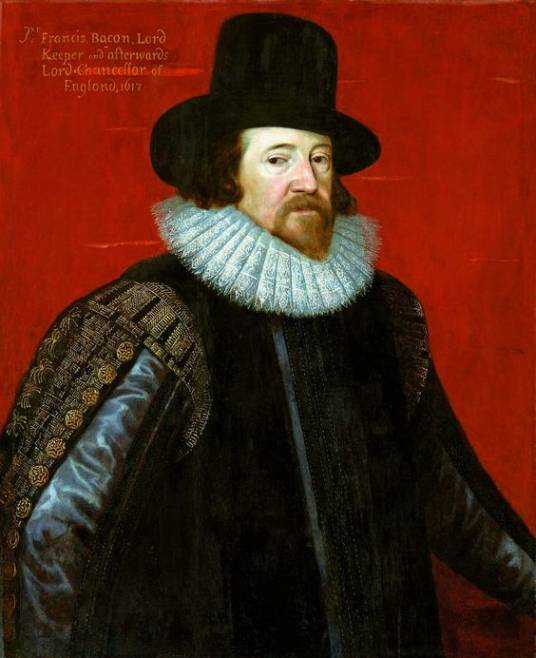 Sr Francis Bacon, Lord
Keeper and afterwards
Lord Chancellor of
England, 1617